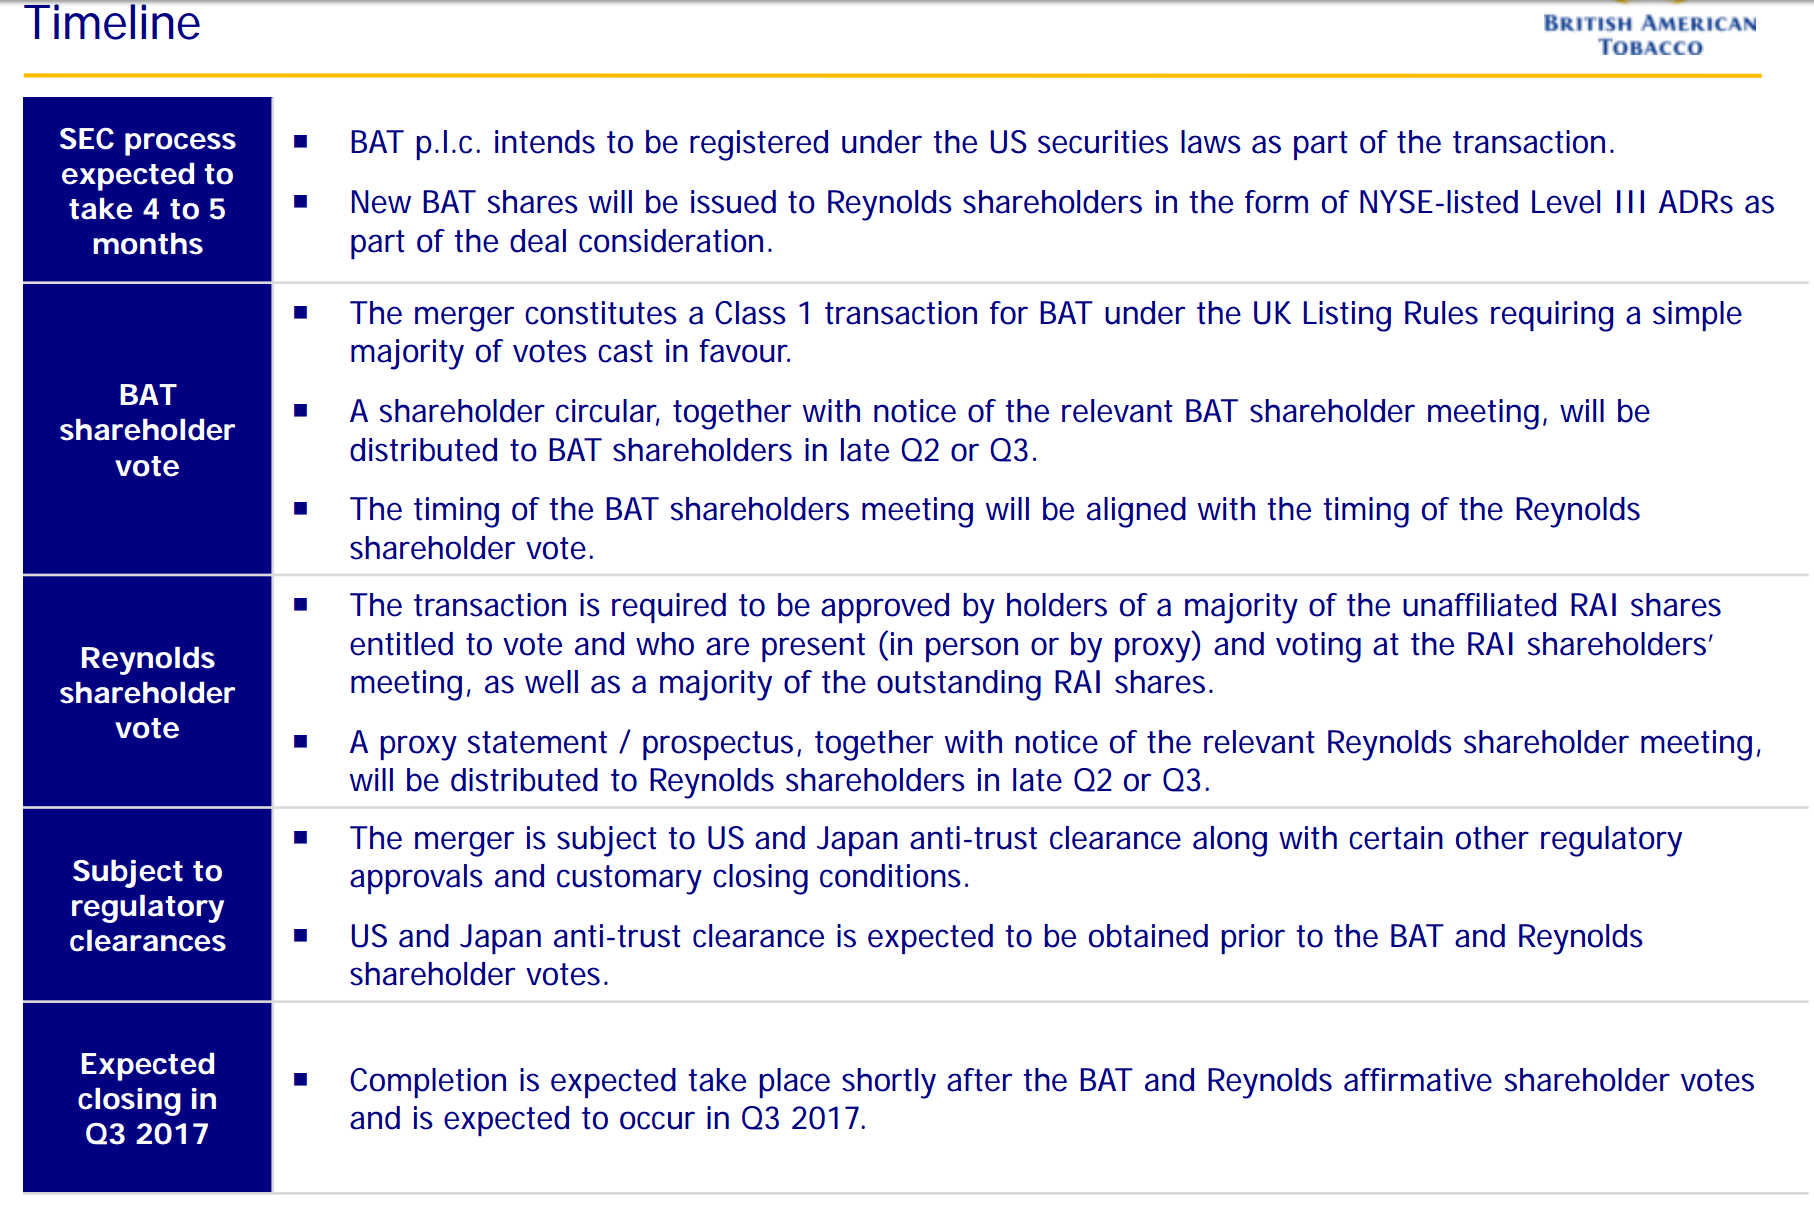 Timeline
BRITISH AMERICAN
TOBACCO
SEC process
expected to
take 4 to 5
months
■ BAT p.l.c. intends to be registered under the US securities laws as part of the transaction.
■ New BAT shares will be issued to Reynolds shareholders in the form of NYSE-listed Level III ADRs as
part of the deal consideration.
BAT
shareholder
vote
■ The merger constitutes a Class 1 transaction for BAT under the UK Listing Rules requiring a simple
majority of votes cast in favour.
■ A shareholder circular, together with notice of the relevant BAT shareholder meeting, will be
distributed to BAT shareholders in late Q2 or Q3.
■ The timing of the BAT shareholders meeting will be aligned with the timing of the Reynolds
shareholder vote.
Reynolds
shareholder
vote
■ The transaction is required to be approved by holders of a majority of the unaffiliated RAI shares
entitled to vote and who are present (in person or by proxy) and voting at the RAI shareholders’
meeting, as well as a majority of the outstanding RAI shares.
■ A proxy statement / prospectus, together with notice of the relevant Reynolds shareholder meeting,
will be distributed to Reynolds shareholders in late Q2 or Q3.
Subject to
regulatory
clearances
■ The merger is subject to US and Japan anti-trust clearance along with certain other regulatory
approvals and customary closing conditions.
■ US and Japan anti-trust clearance is expected to be obtained prior to the BAT and Reynolds
shareholder votes.
Expected
closing in
Q3 2017
■ Completion is expected take place shortly after the BAT and Reynolds affirmative shareholder votes
and is expected to occur in Q3 2017.